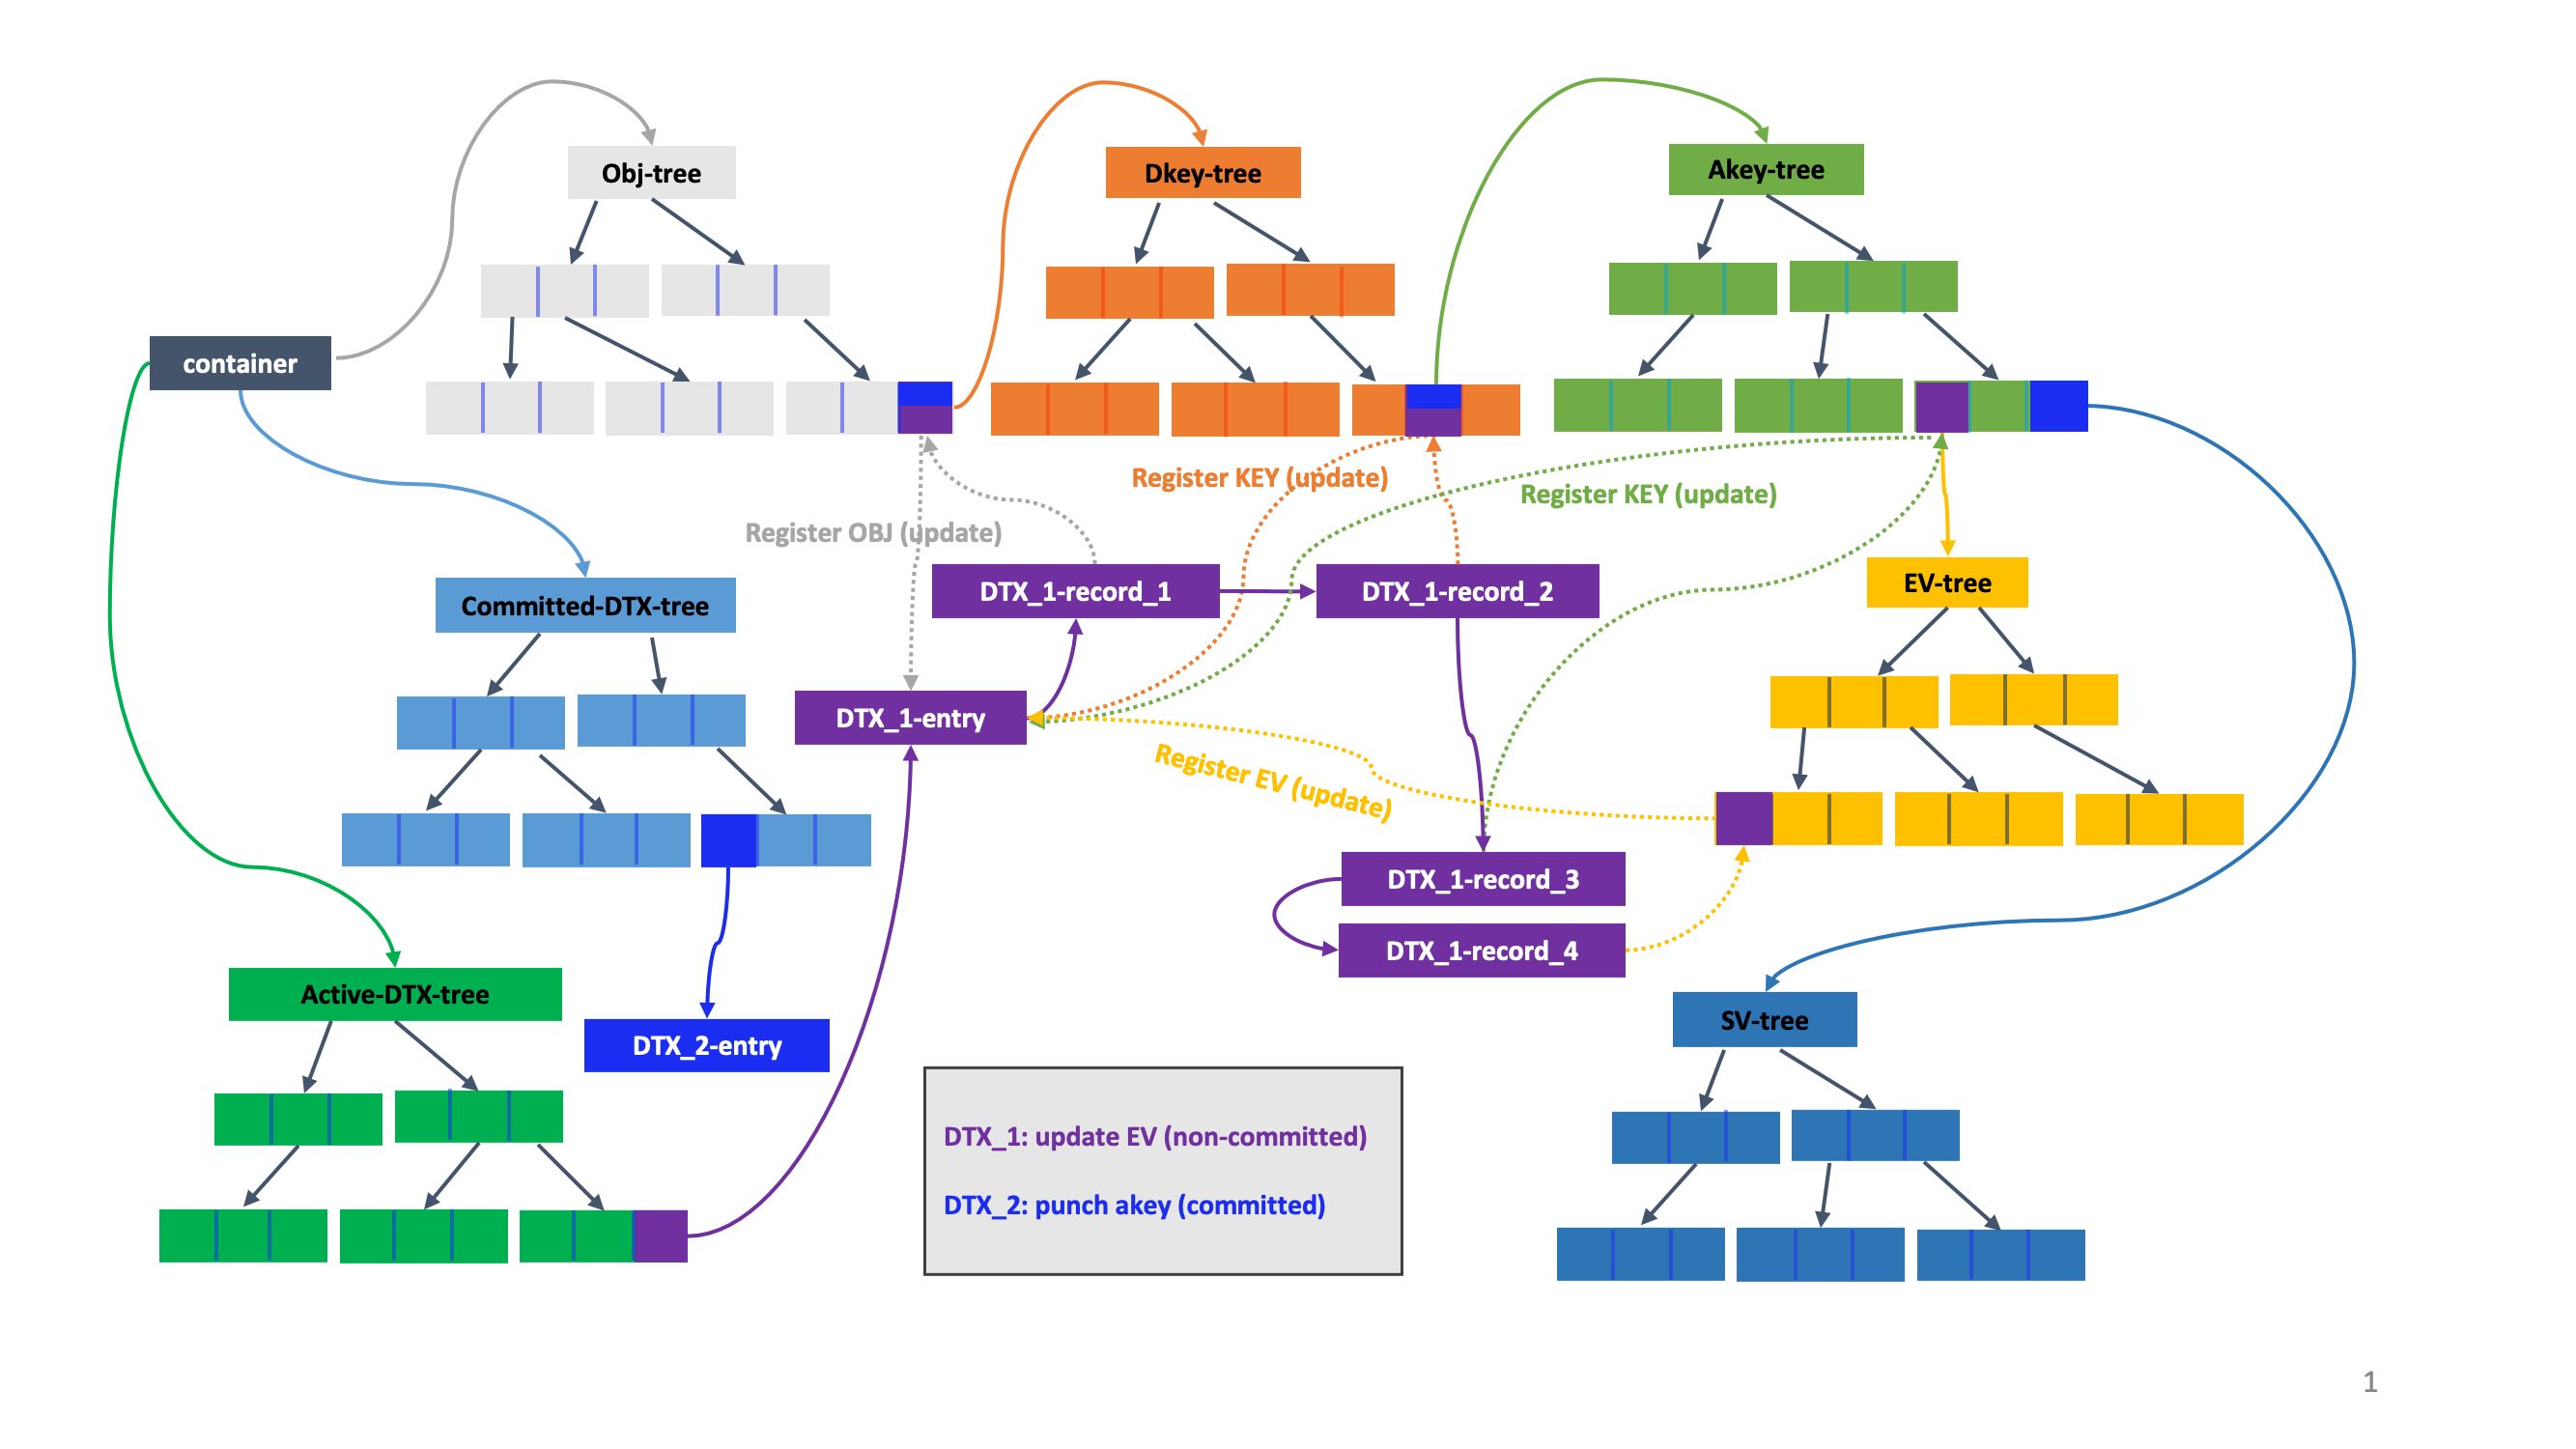 Obj-tree
Dkey-tree
Akey-tree
container
Register KEY (update)
Register KEY (update)
Register OBJ (update)
Committed-DTX-tree
DTX_1-record_1
DTX_1-record_2
EV-tree
DTX_1-entry
Register EV (update)
DTX_1-record_3
DTX_1-record_4
Active-DTX-tree
DTX_2-entry
SV-tree
DTX_1: update EV (non-committed)
DTX_2: punch akey (committed)
1